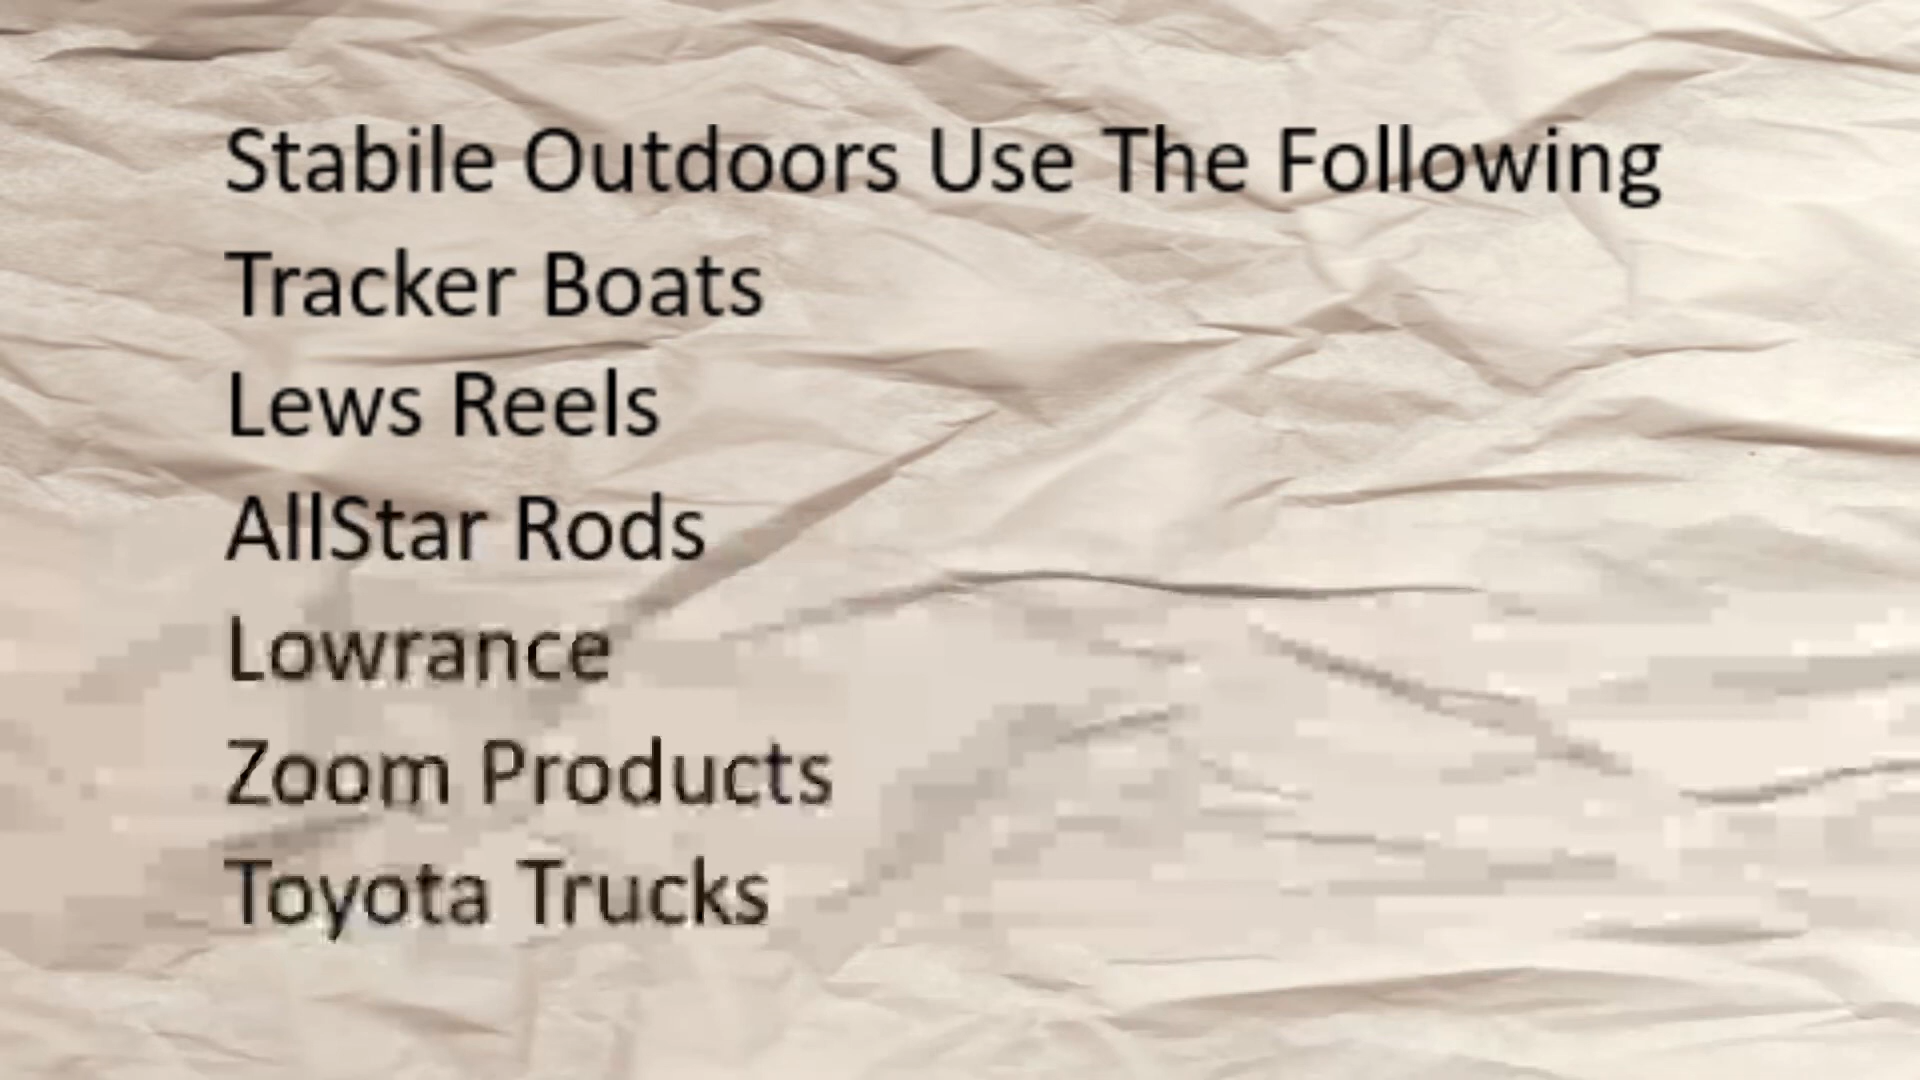 Stabile Outdoors Use The Following
Tracker Boats
Lews Reels
AllStar Rods
Lowrance
Zoom Products
Toyota Trucks